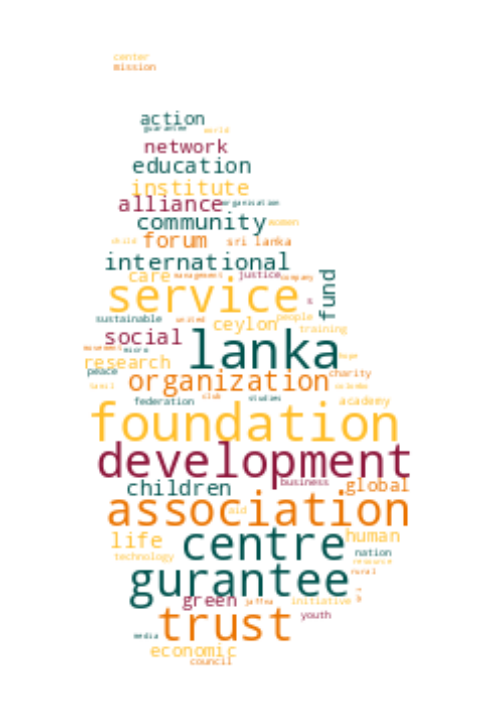 center
mission
action
guarantee world
network
education
institute
alliance organisation
community women
child forum sri lanka
international
care management justice company
service fund
s
sustainable united ceylon people
social training
movement micro lanka
research hope
peace organization charity
tamil colombo
federation club studies academy
foundation
development
children business global
association
aid
life centre human
technology nation
resource
gurantee rural
green jaffna initiative
trust youth
media
economic
council